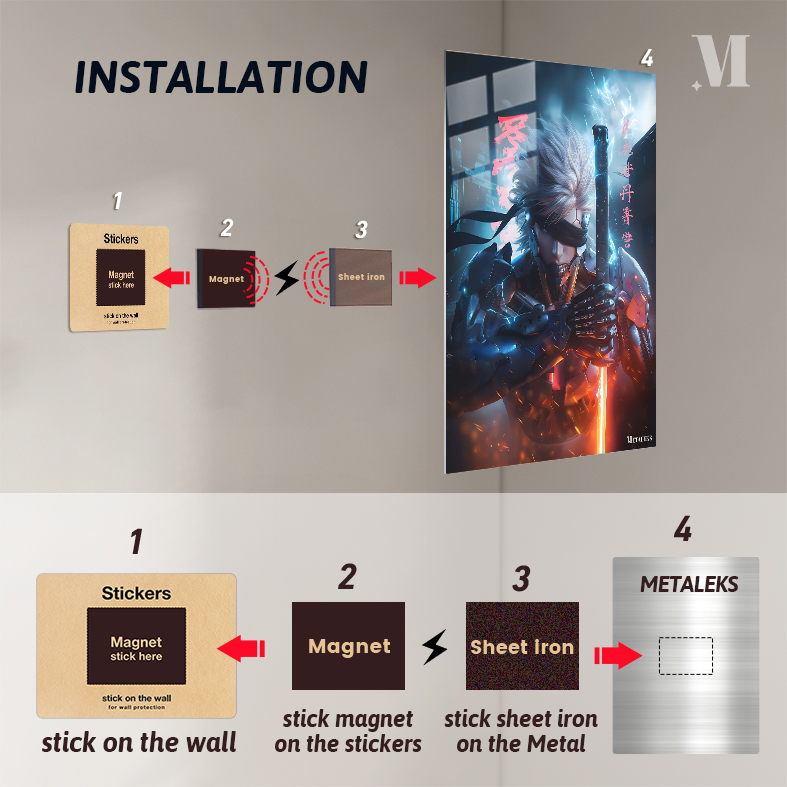 INSTALLATION
M
4
1
2
3
Stickers
Magnet
stick here
stick on the wall
for wall protection
Magnet
Sheet iron
METALEKS
1
2
3
4
Stickers
Magnet
stick here
stick on the wall
for wall protection
Magnet
Sheet iron
METALEKS
stick on the wall
stick magnet
on the stickers
stick sheet iron
on the Metal